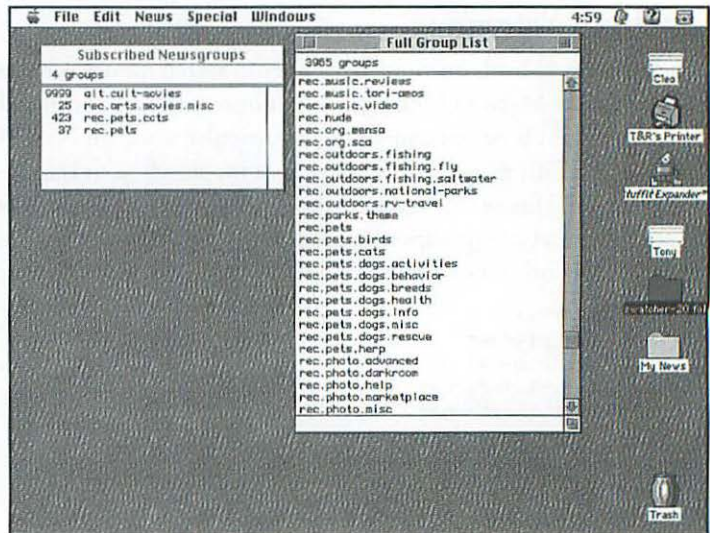 File Edit News Special Windows 4:59
Subscribed Newsgroups
4 groups
9999 alt.cult-movies
25 rec.arts.movies.misc
423 rec.pets.cats
37 rec.pets
Full Group List
3965 groups
rec.music.reviews
rec.music.tori-amos
rec.music.video
rec.nude
rec.org.mensa
rec.org.sca
rec.outdoors.fishing
rec.outdoors.fishing.fly
rec.outdoors.fishing.saltwater
rec.outdoors.national-parks
rec.outdoors.rv-travel
rec.parks.theme
rec.pets
rec.pets.birds
rec.pets.cats
rec.pets.dogs.activities
rec.pets.dogs.behavior
rec.pets.dogs.breeds
rec.pets.dogs.health
rec.pets.dogs.info
rec.pets.dogs.misc
rec.pets.dogs.rescue
rec.pets.herp
rec.photo.advanced
rec.photo.darkroom
rec.photo.help
rec.photo.marketplace
rec.photo.misc
Cleo
T&R's Printer
tuffIt Expander™
Tony
My News
Trash